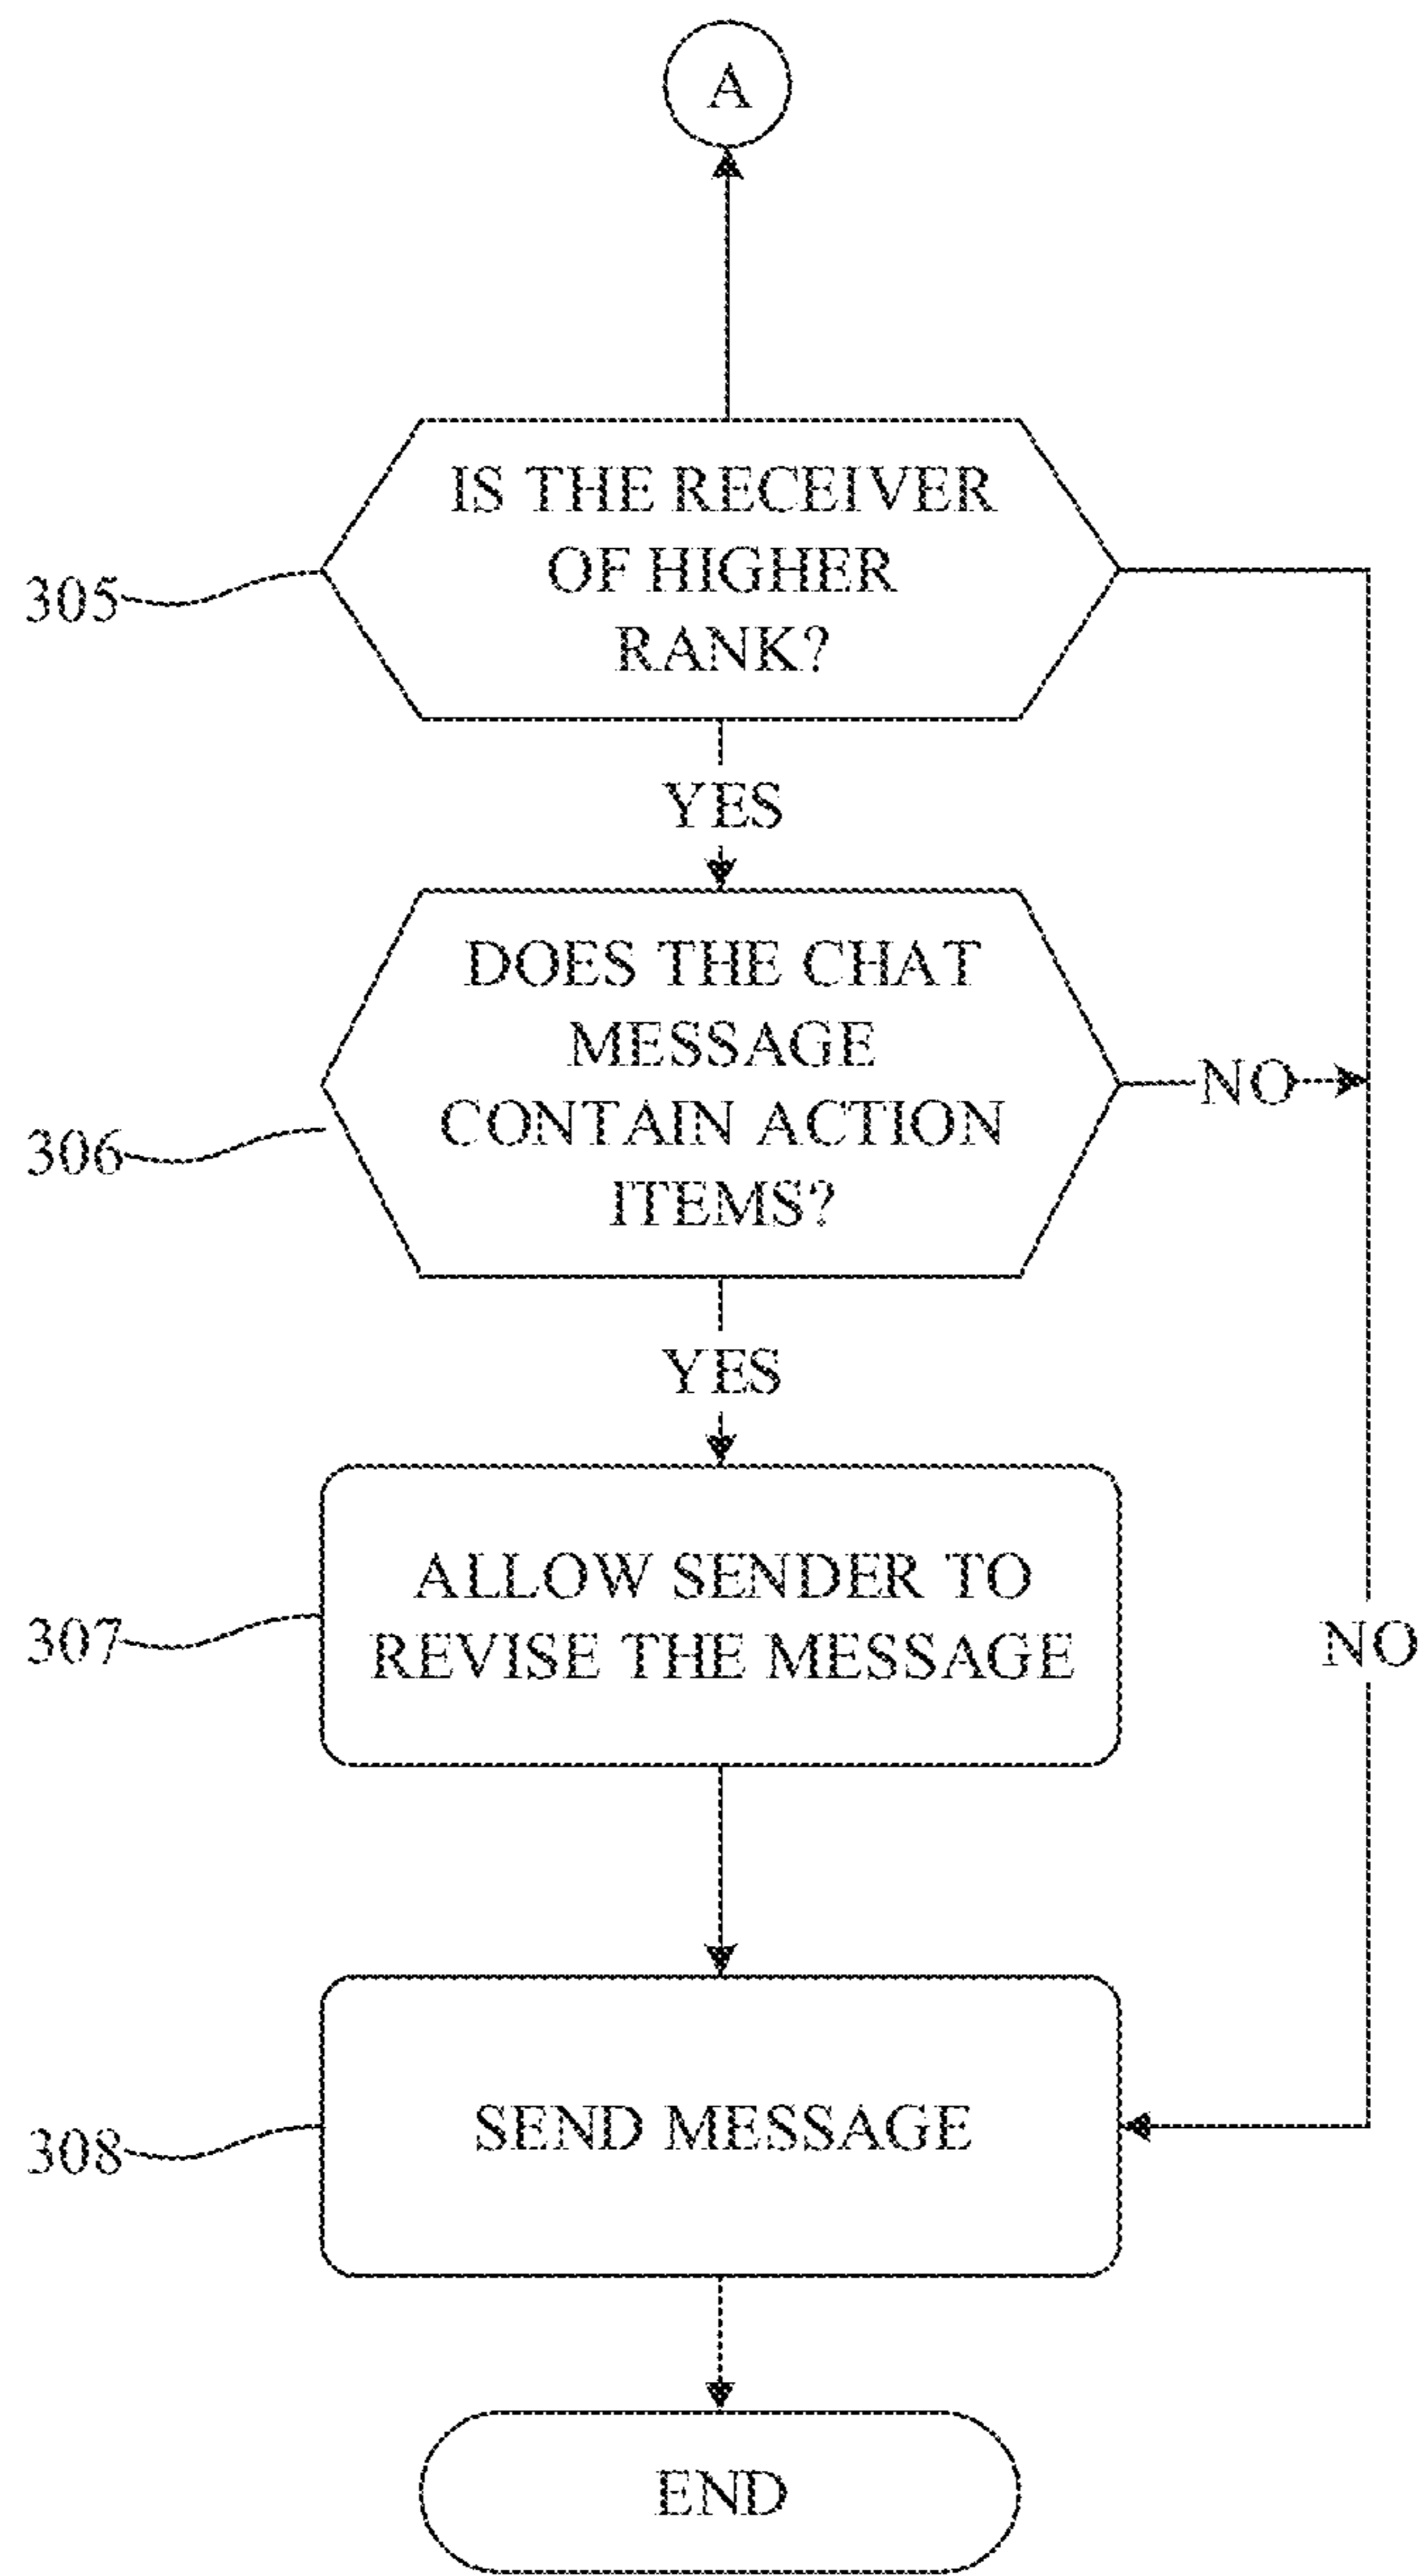 A
IS THE RECEIVER
OF HIGHER
RANK?
305
YES
DOES THE CHAT
MESSAGE
CONTAIN ACTION
ITEMS?
NO
306
YES
ALLOW SENDER TO
REVISE THE MESSAGE
307
NO
SEND MESSAGE
308
END